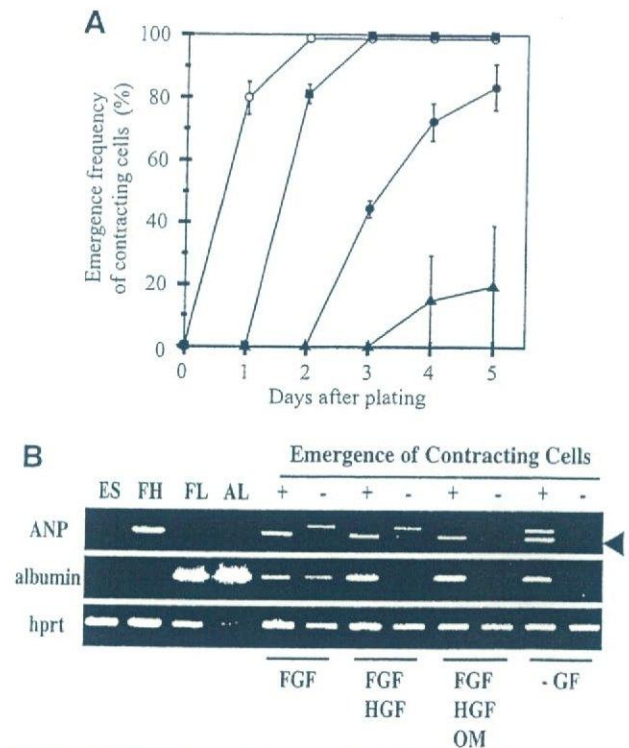 A
Emergence frequency
of contracting cells (%)
100
80
60
40
20
0
0 1 2 3 4 5
Days after plating
B
Emergence of Contracting Cells
ES FH FL AL + - + - + - + -
ANP
albumin
hprt
FGF FGF FGF - GF
HGF HGF
OM